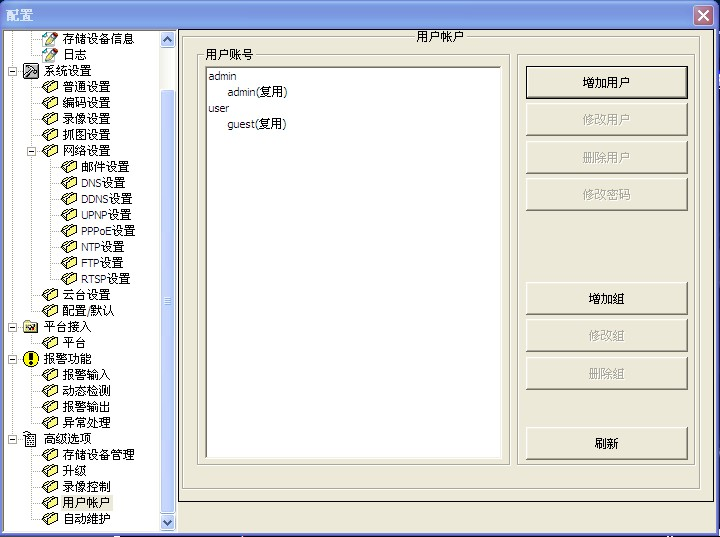 配置
存储设备信息
日志
系统设置
普通设置
编码设置
录像设置
抓图设置
网络设置
邮件设置
DNS设置
DDNS设置
UPNP设置
PPPoE设置
NTP设置
FTP设置
RTSP设置
云台设置
配置/默认
平台接入
平台
报警功能
报警输入
动态检测
报警输出
异常处理
高级选项
存储设备管理
升级
录像控制
用户帐户
自动维护
用户帐户
用户账号
admin
admin(复用)
user
guest(复用)
增加用户
修改用户
删除用户
修改密码
增加组
修改组
删除组
刷新